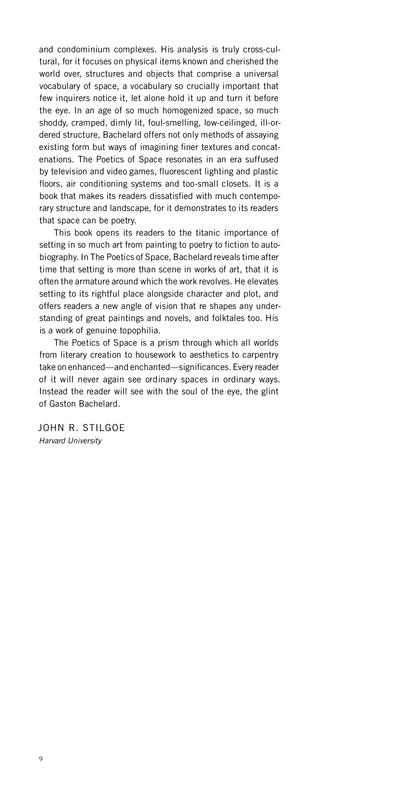 and condominium complexes. His analysis is truly cross-cul-
tural, for it focuses on physical items known and cherished the
world over, structures and objects that comprise a universal
vocabulary of space, a vocabulary so crucially important that
few inquirers notice it, let alone hold it up and turn it before
the eye. In an age of so much homogenized space, so much
shoddy, cramped, dimly lit, foul-smelling, low-ceilinged, ill-or-
dered structure, Bachelard offers not only methods of assaying
existing form but ways of imagining finer textures and concat-
enations. The Poetics of Space resonates in an era suffused
by television and video games, fluorescent lighting and plastic
floors, air conditioning systems and too-small closets. It is a
book that makes its readers dissatisfied with much contempo-
rary structure and landscape, for it demonstrates to its readers
that space can be poetry.
This book opens its readers to the titanic importance of
setting in so much art from painting to poetry to fiction to auto-
biography. In The Poetics of Space, Bachelard reveals time after
time that setting is more than scene in works of art, that it is
often the armature around which the work revolves. He elevates
setting to its rightful place alongside character and plot, and
offers readers a new angle of vision that re shapes any under-
standing of great paintings and novels, and folktales too. His
is a work of genuine topophilia.
The Poetics of Space is a prism through which all worlds
from literary creation to housework to aesthetics to carpentry
take on enhanced—and enchanted—significances. Every reader
of it will never again see ordinary spaces in ordinary ways.
Instead the reader will see with the soul of the eye, the glint
of Gaston Bachelard.
JOHN R. STILGOE
Harvard University
9